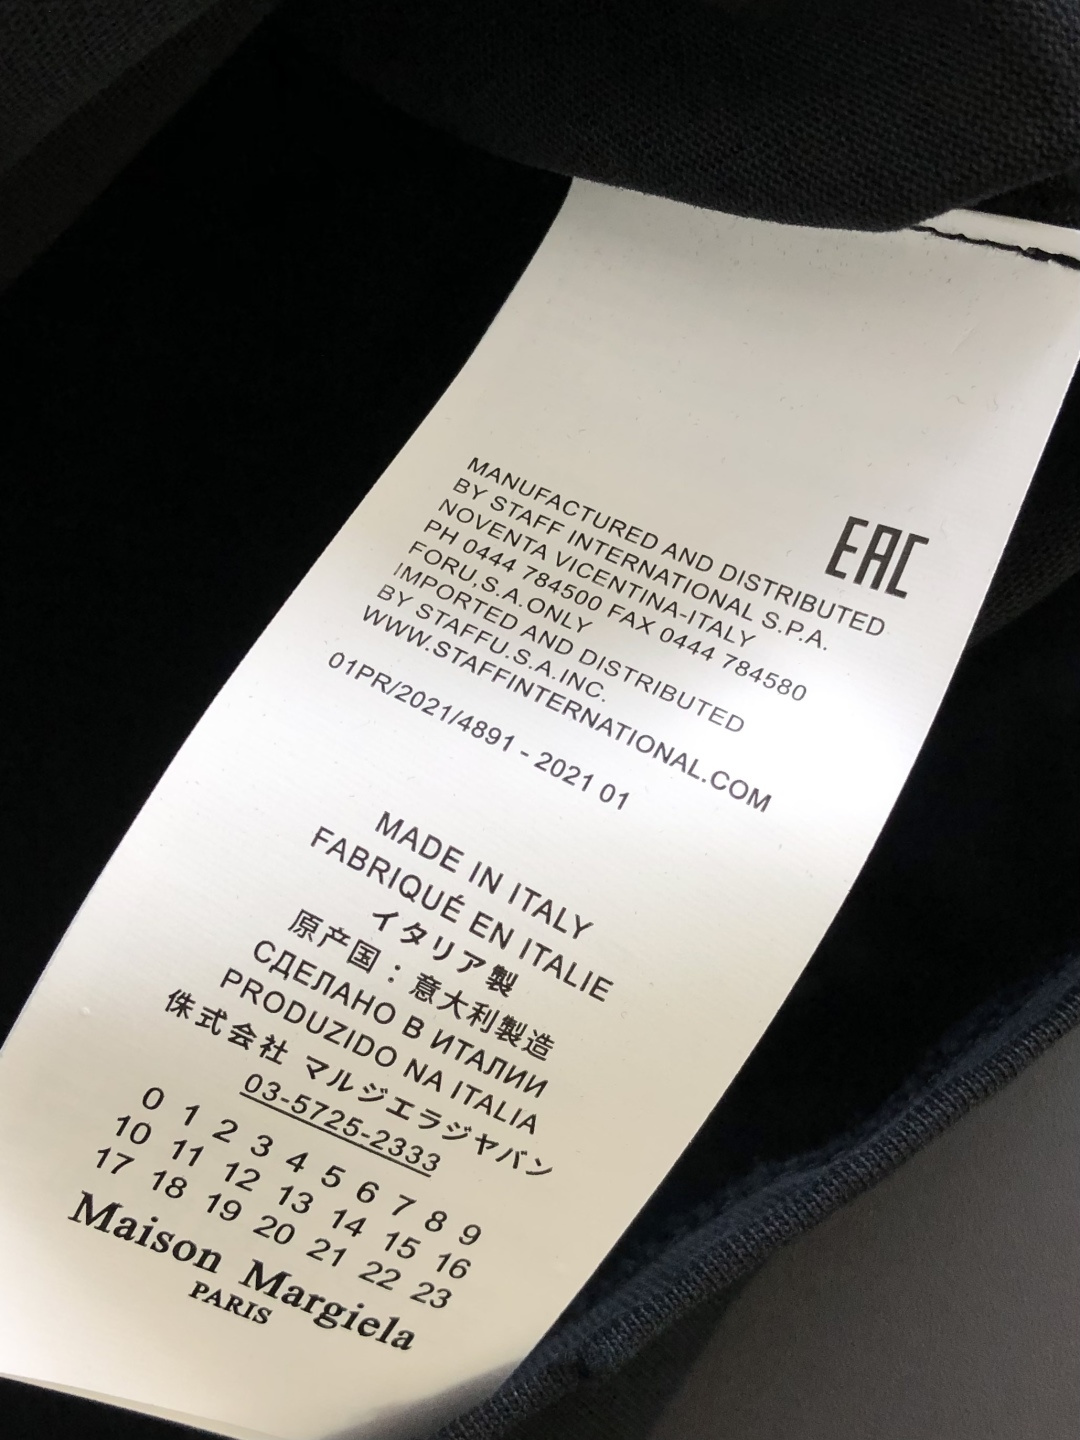 EAC
MANUFACTURED AND DISTRIBUTED
BY STAFF INTERNATIONAL S.P.A.
NOVENTA VICENTINA-ITALY
PH 0444 784500 FAX 0444 784580
FORU,S.A.ONLY
IMPORTED AND DISTRIBUTED
BY STAFFU.S.A.INC.
WWW.STAFFINTERNATIONAL.COM
01PR/2021/4891 - 2021 01
MADE IN ITALY
FABRIQUÉ EN ITALIE
イタリア製
原产国：意大利製造
СДЕЛАНО В ИТАЛИИ
PRODUZIDO NA ITALIA
侏式会社 マルジエラジヤバン
03-5725-2333
0 1 2 3 4 5 6 7 8 9
10 11 12 13 14 15 16
17 18 19 20 21 22 23
Maison Margiela
PARIS